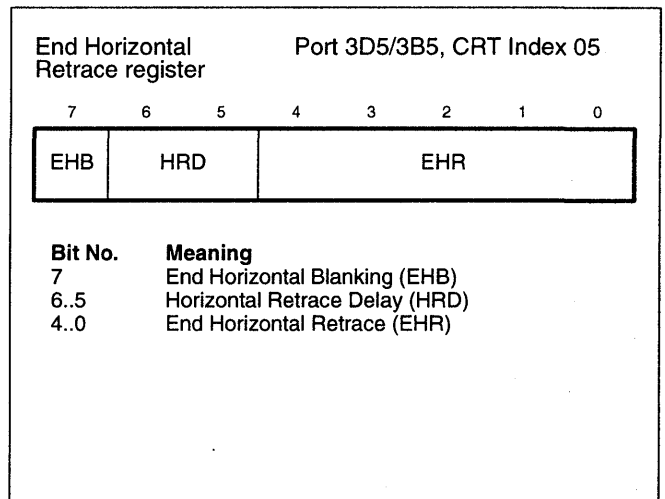 End Horizontal Port 3D5/3B5, CRT Index 05
Retrace register
7 6 5 4 3 2 1 0
EHB HRD EHR
Bit No. Meaning
7 End Horizontal Blanking (EHB)
6..5 Horizontal Retrace Delay (HRD)
4..0 End Horizontal Retrace (EHR)